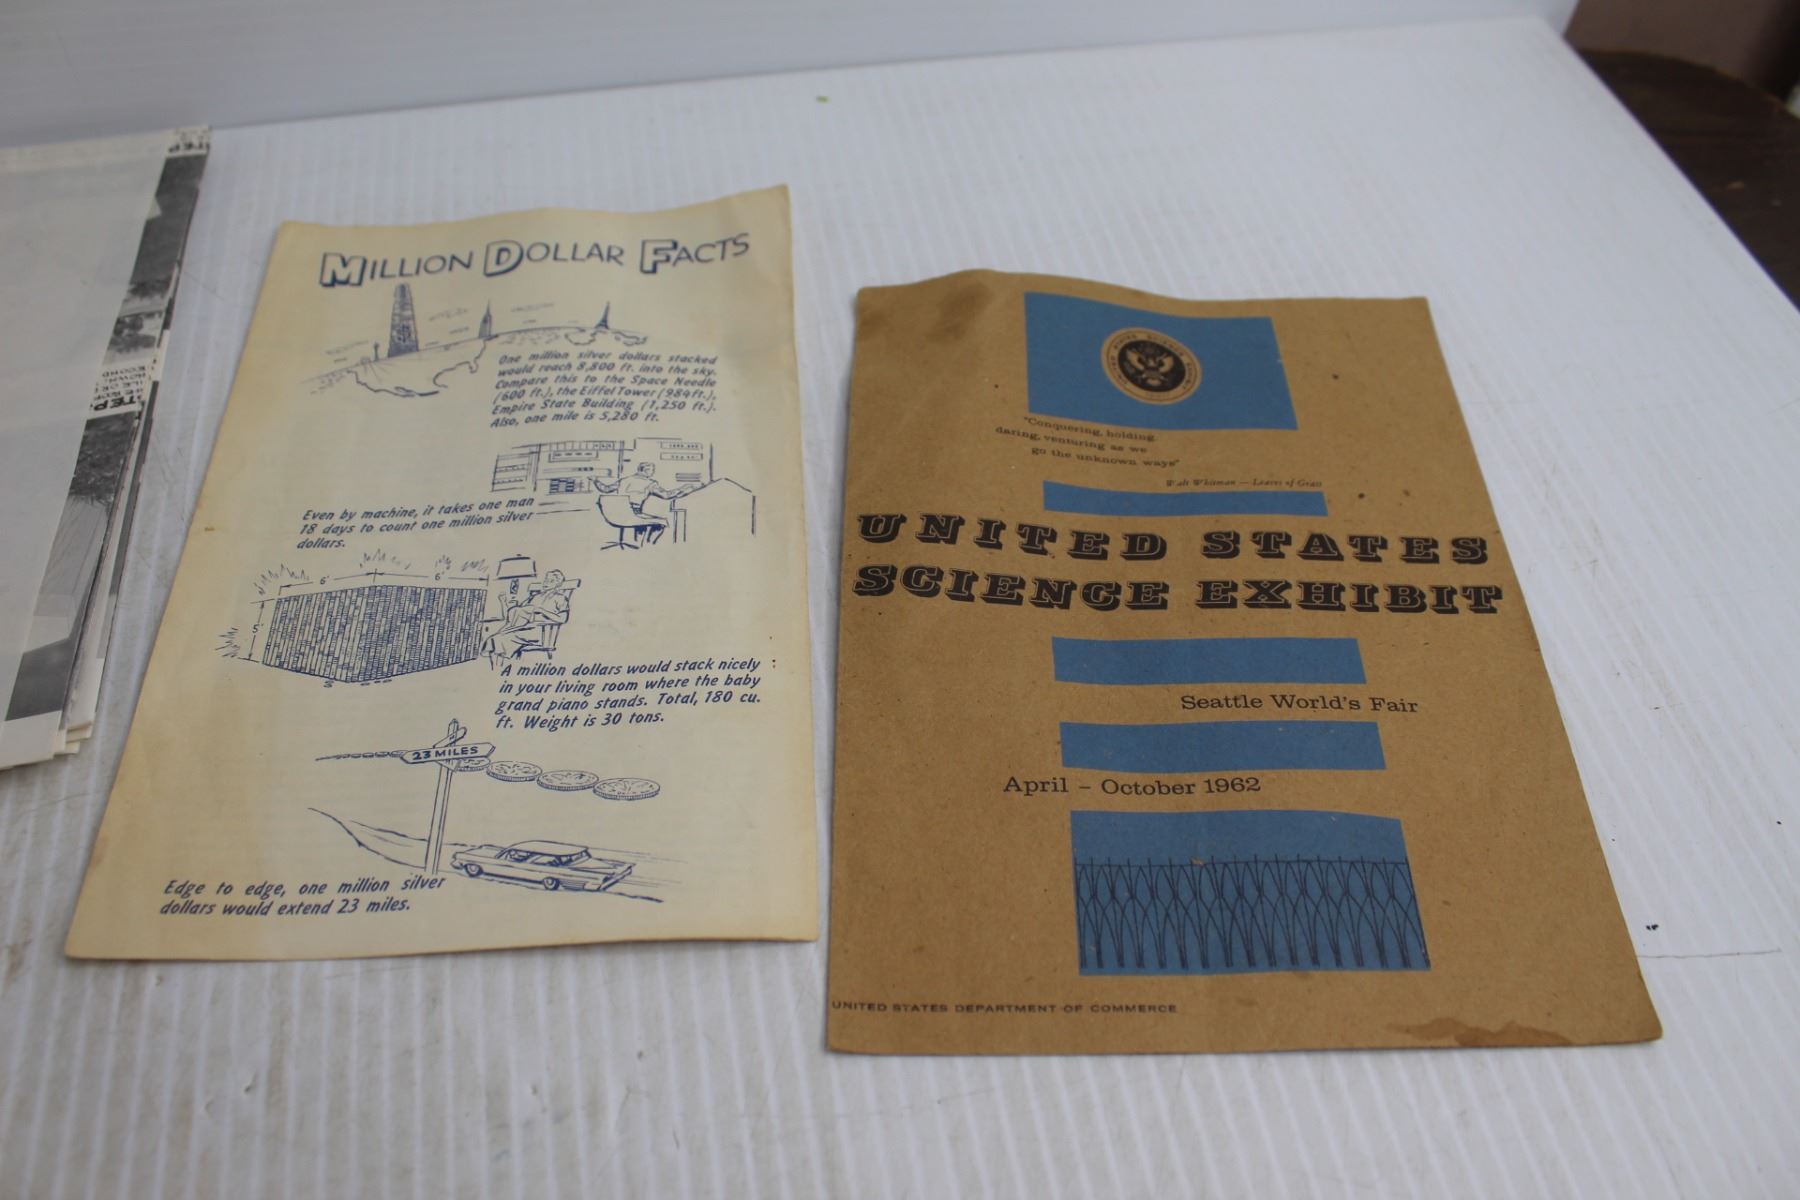 MILLION DOLLAR FACTS
One million silver dollars stacked
would reach 8,800 ft. into the sky.
Compare this to the Space Needle
(600 ft.), the Eiffel Tower (984 ft.),
Empire State Building (1,250 ft.).
Also, one mile is 5,280 ft.
Even by machine, it takes one man
18 days to count one million silver
dollars.
6'
6'
5'
A million dollars would stack nicely
in your living room where the baby
grand piano stands. Total, 180 cu.
ft. Weight is 30 tons.
23 MILES
Edge to edge, one million silver
dollars would extend 23 miles.
"Conquering, holding,
daring, venturing as we
go the unknown ways"
Walt Whitman — Leaves of Grass
UNITED STATES
SCIENCE EXHIBIT
Seattle World's Fair
April – October 1962
UNITED STATES DEPARTMENT OF COMMERCE